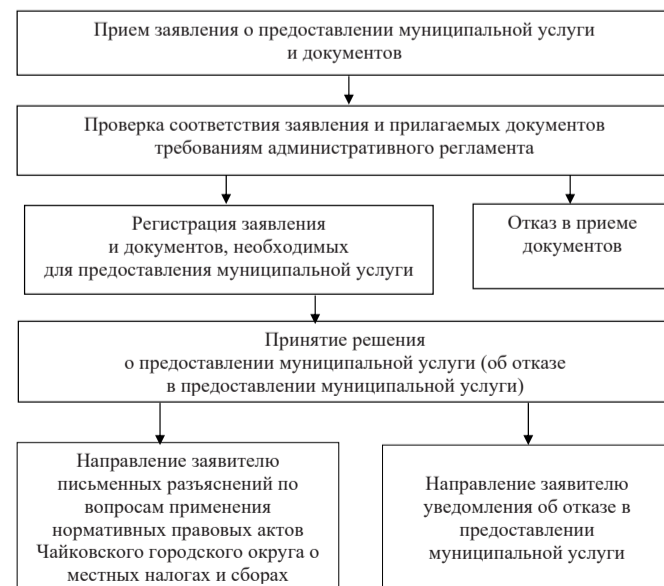 Прием заявления о предоставлении муниципальной услуги
и документов
Проверка соответствия заявления и прилагаемых документов
требованиям административного регламента
Регистрация заявления
и документов, необходимых
для предоставления муниципальной услуги
Отказ в приеме
документов
Принятие решения
о предоставлении муниципальной услуги (об отказе
в предоставлении муниципальной услуги)
Направление заявителю
письменных разъяснений по
вопросам применения
нормативных правовых актов
Чайковского городского округа о
местных налогах и сборах
Направление заявителю
уведомления об отказе в
предоставлении
муниципальной услуги